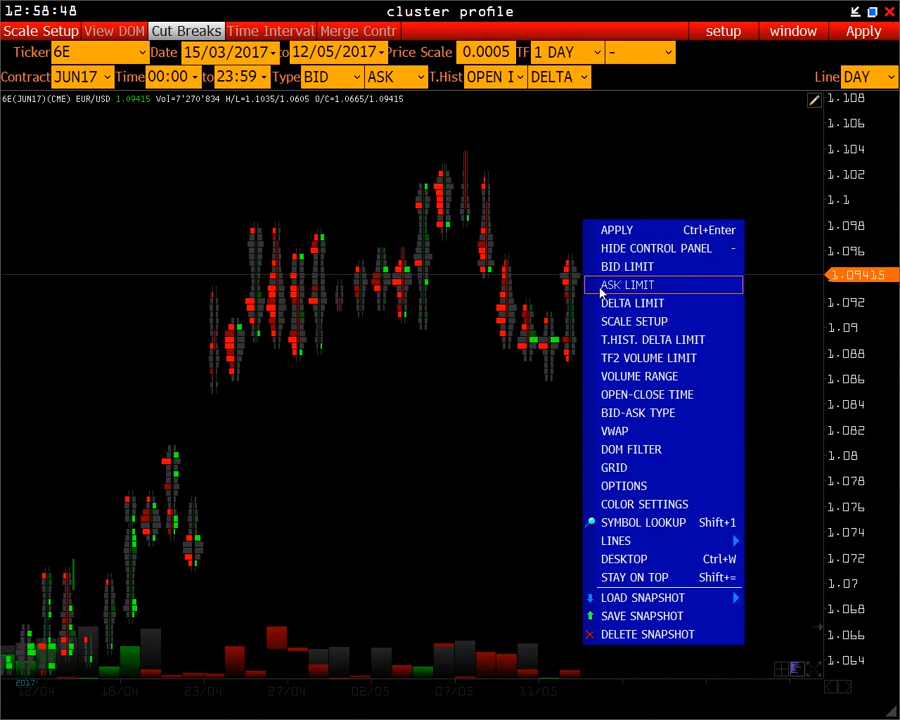 12:58:48 cluster profile
Scale Setup View DOM Cut Breaks Time Interval Merge Contr setup window Apply
Ticker 6E Date 15/03/2017 to 12/05/2017 Price Scale 0.0005 TF 1 DAY -
Contract JUN17 Time 00:00 to 23:59 Type BID ASK T.Hist OPEN I DELTA Line DAY
6E(JUN17)(CME) EUR/USD 1.09415 Vol=7'270'834 H/L=1.1035/1.0605 O/C=1.0665/1.09415
1.108
1.106
1.104
1.102
1.1
1.098
1.096
1.09415
1.092
1.09
1.088
1.086
1.084
1.082
1.08
1.078
1.076
1.074
1.072
1.07
1.068
1.066
1.064
APPLY Ctrl+Enter
HIDE CONTROL PANEL -
BID LIMIT
ASK LIMIT
DELTA LIMIT
SCALE SETUP
T.HIST. DELTA LIMIT
TF2 VOLUME LIMIT
VOLUME RANGE
OPEN-CLOSE TIME
BID-ASK TYPE
VWAP
DOM FILTER
GRID
OPTIONS
COLOR SETTINGS
SYMBOL LOOKUP Shift+1
LINES
DESKTOP Ctrl+W
STAY ON TOP Shift+=
LOAD SNAPSHOT
SAVE SNAPSHOT
DELETE SNAPSHOT
2017
12/04 18/04 23/04 27/04 02/05 07/05 11/05